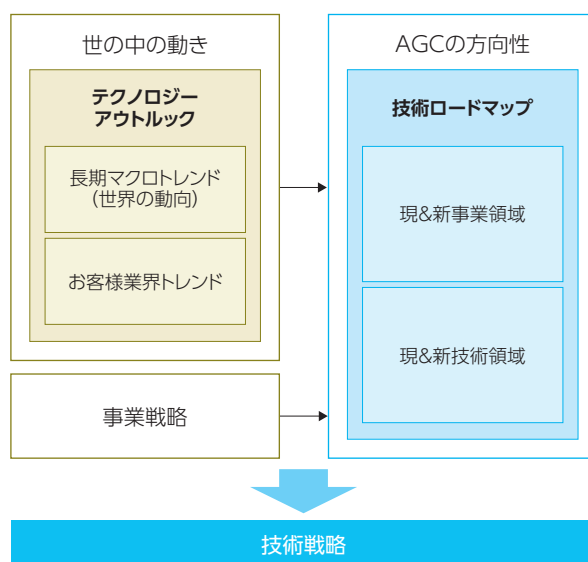 世の中の動き
テクノロジー
アウトルック
長期マクロトレンド
(世界の動向)
お客様業界トレンド
事業戦略
AGCの方向性
技術ロードマップ
現&新事業領域
現&新技術領域
技術戦略